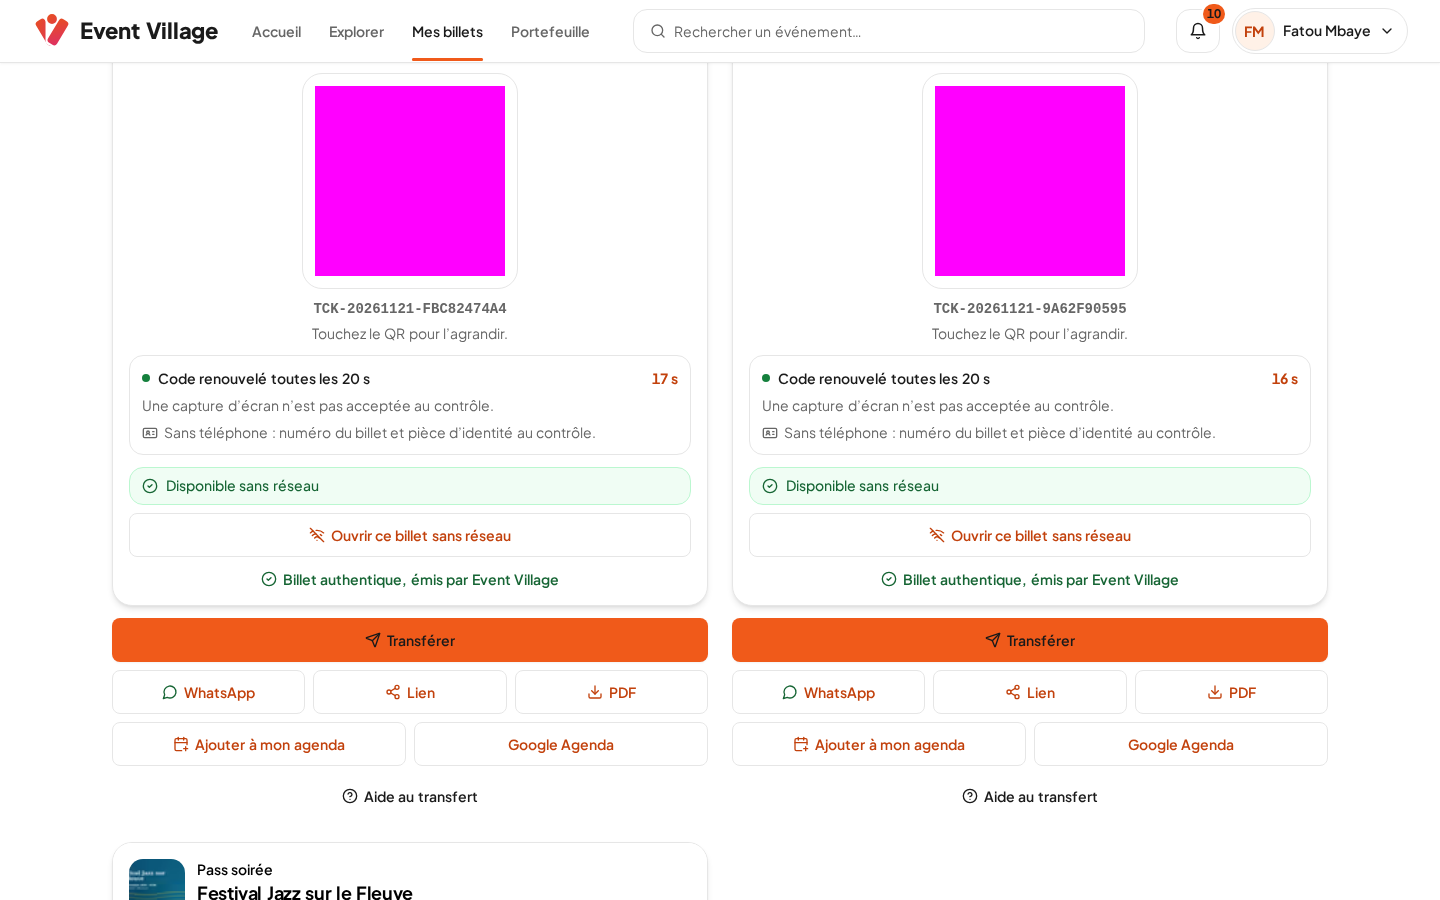 Event Village
Accueil
Explorer
Mes billets
Portefeuille
Rechercher un événement...
10
FM
Fatou Mbaye
TCK-20261121-FBC82474A4
Touchez le QR pour l'agrandir.
Code renouvelé toutes les 20 s
17 s
Une capture d'écran n'est pas acceptée au contrôle.
Sans téléphone : numéro du billet et pièce d'identité au contrôle.
Disponible sans réseau
Ouvrir ce billet sans réseau
Billet authentique, émis par Event Village
Transférer
WhatsApp
Lien
PDF
Ajouter à mon agenda
Google Agenda
Aide au transfert
TCK-20261121-9A62F90595
Touchez le QR pour l'agrandir.
Code renouvelé toutes les 20 s
16 s
Une capture d'écran n'est pas acceptée au contrôle.
Sans téléphone : numéro du billet et pièce d'identité au contrôle.
Disponible sans réseau
Ouvrir ce billet sans réseau
Billet authentique, émis par Event Village
Transférer
WhatsApp
Lien
PDF
Ajouter à mon agenda
Google Agenda
Aide au transfert
Pass soirée
Festival Jazz sur le Fleuve